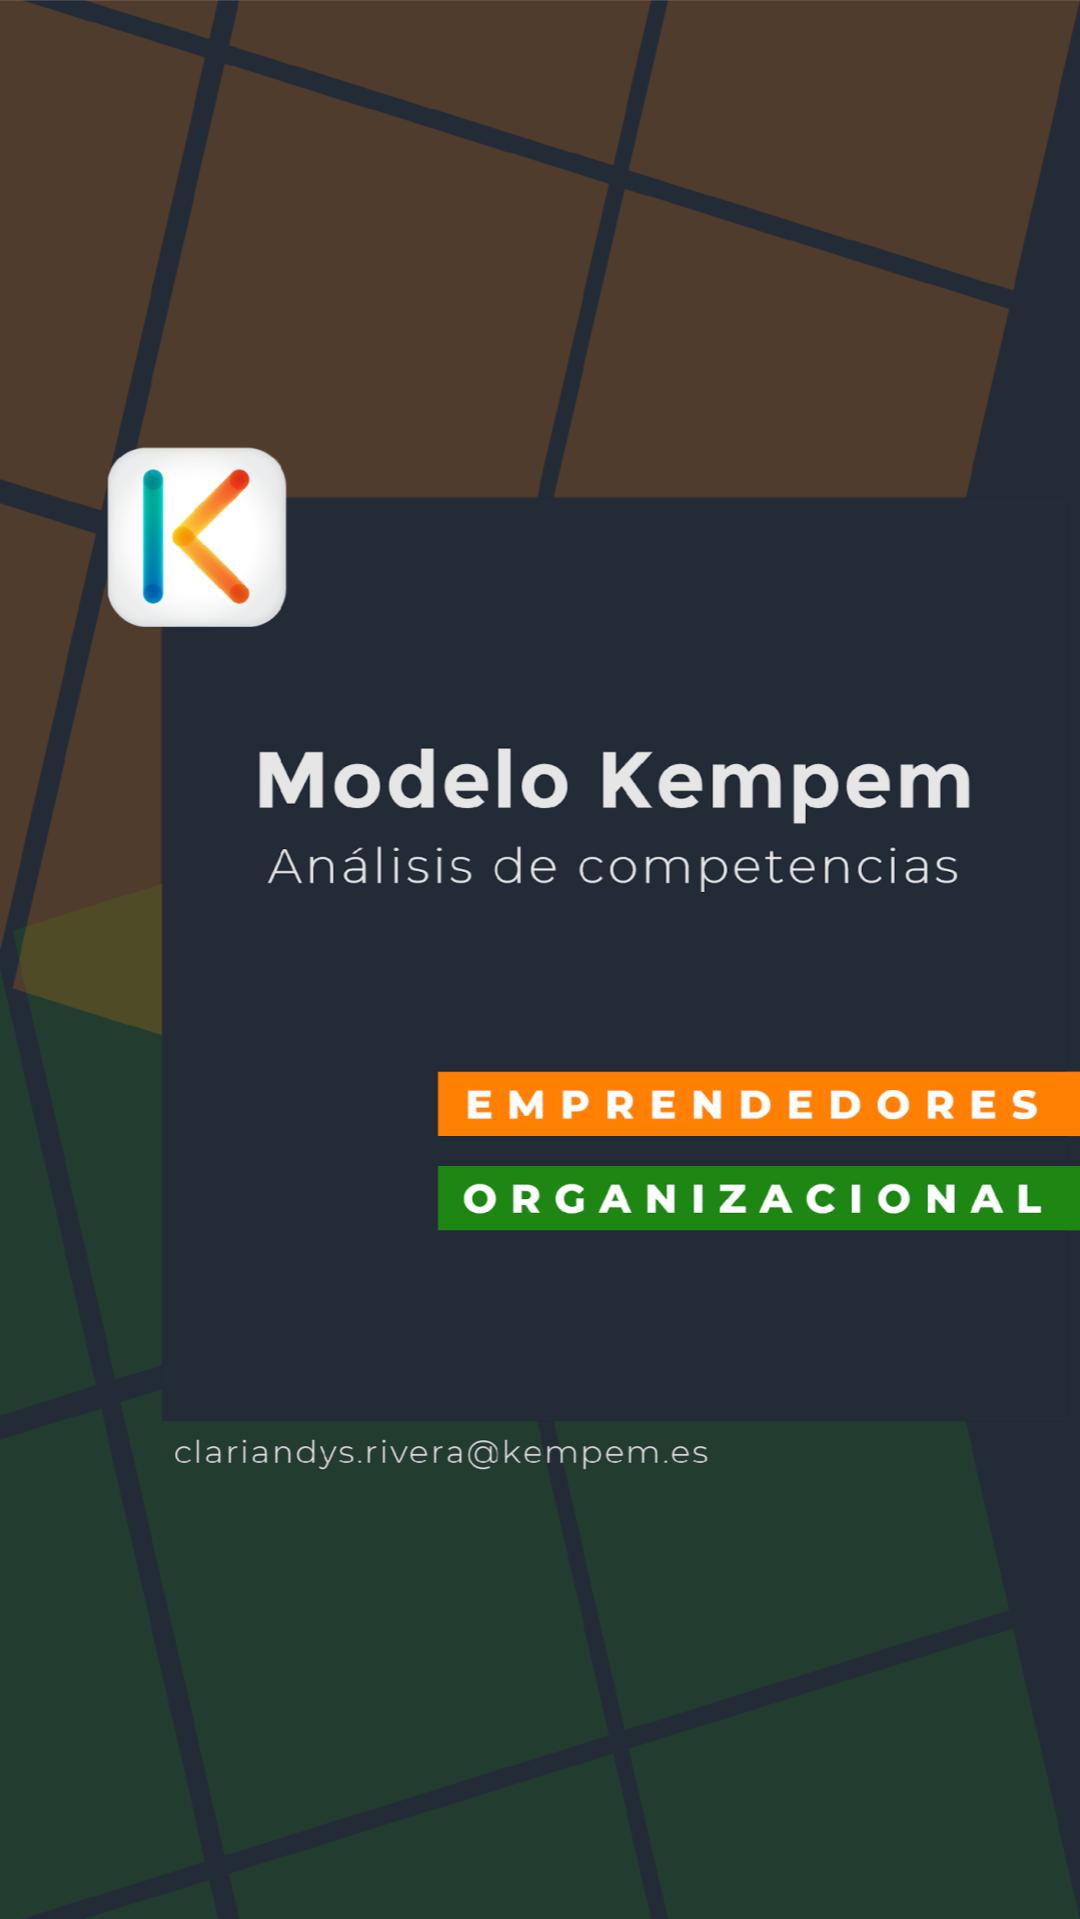 K
Modelo Kempem
Análisis de competencias
EMPRENDEDORES
ORGANIZACIONAL
clariandys.rivera@kempem.es